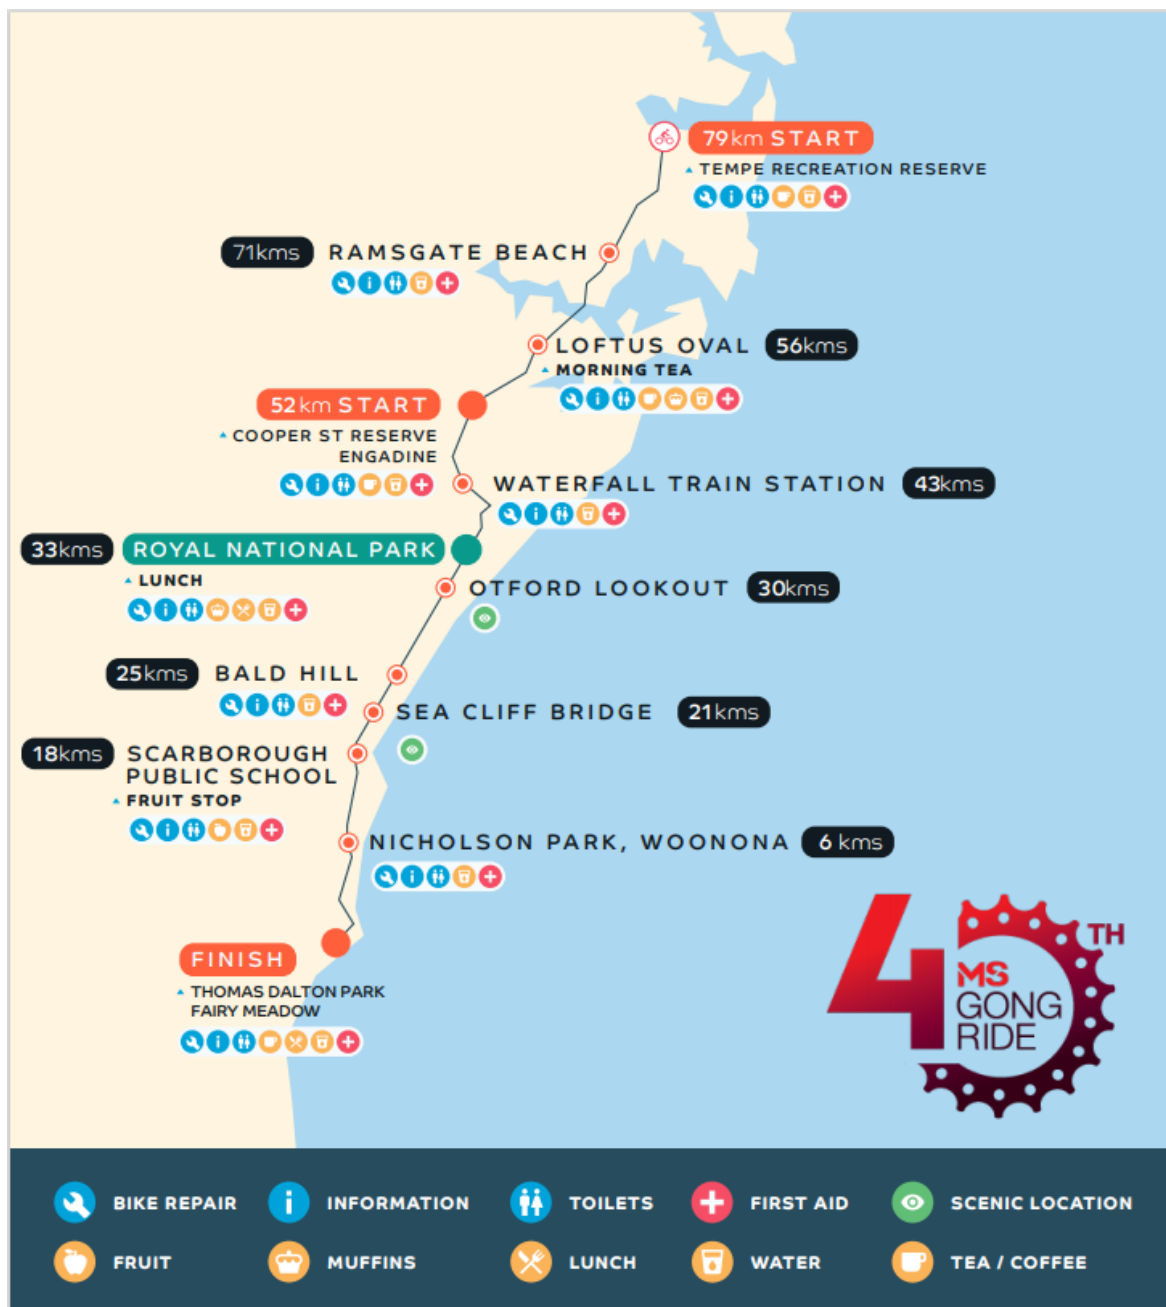 79km START
TEMPE RECREATION RESERVE
71kms RAMSGATE BEACH
LOFTUS OVAL 56kms
MORNING TEA
52km START
COOPER ST RESERVE
ENGADINE
WATERFALL TRAIN STATION 43kms
33kms ROYAL NATIONAL PARK
LUNCH
OTFORD LOOKOUT 30kms
25kms BALD HILL
SEA CLIFF BRIDGE 21kms
18kms SCARBOROUGH
PUBLIC SCHOOL
FRUIT STOP
NICHOLSON PARK, WOONONA 6 kms
FINISH
THOMAS DALTON PARK
FAIRY MEADOW
4 TH
MS
GONG
RIDE
BIKE REPAIR INFORMATION TOILETS FIRST AID SCENIC LOCATION
FRUIT MUFFINS LUNCH WATER TEA / COFFEE